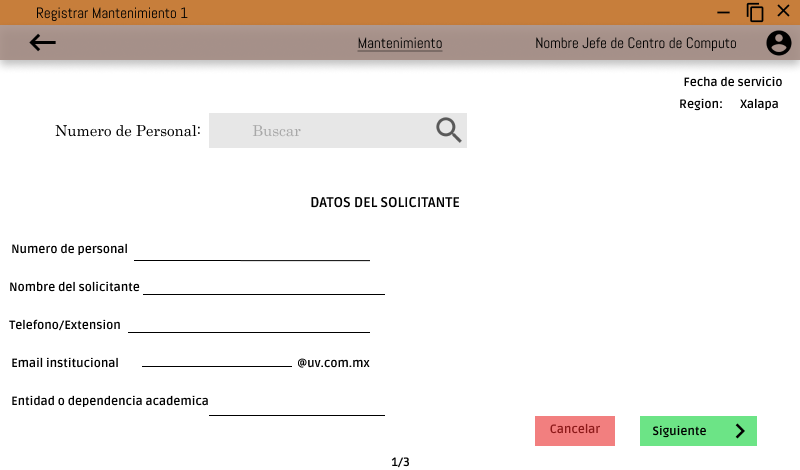 Registrar Mantenimiento 1
Mantenimiento Nombre Jefe de Centro de Computo
Fecha de servicio
Region: Xalapa
Numero de Personal: Buscar
DATOS DEL SOLICITANTE
Numero de personal
Nombre del solicitante
Telefono/Extension
Email institucional @uv.com.mx
Entidad o dependencia academica
Cancelar Siguiente
1/3